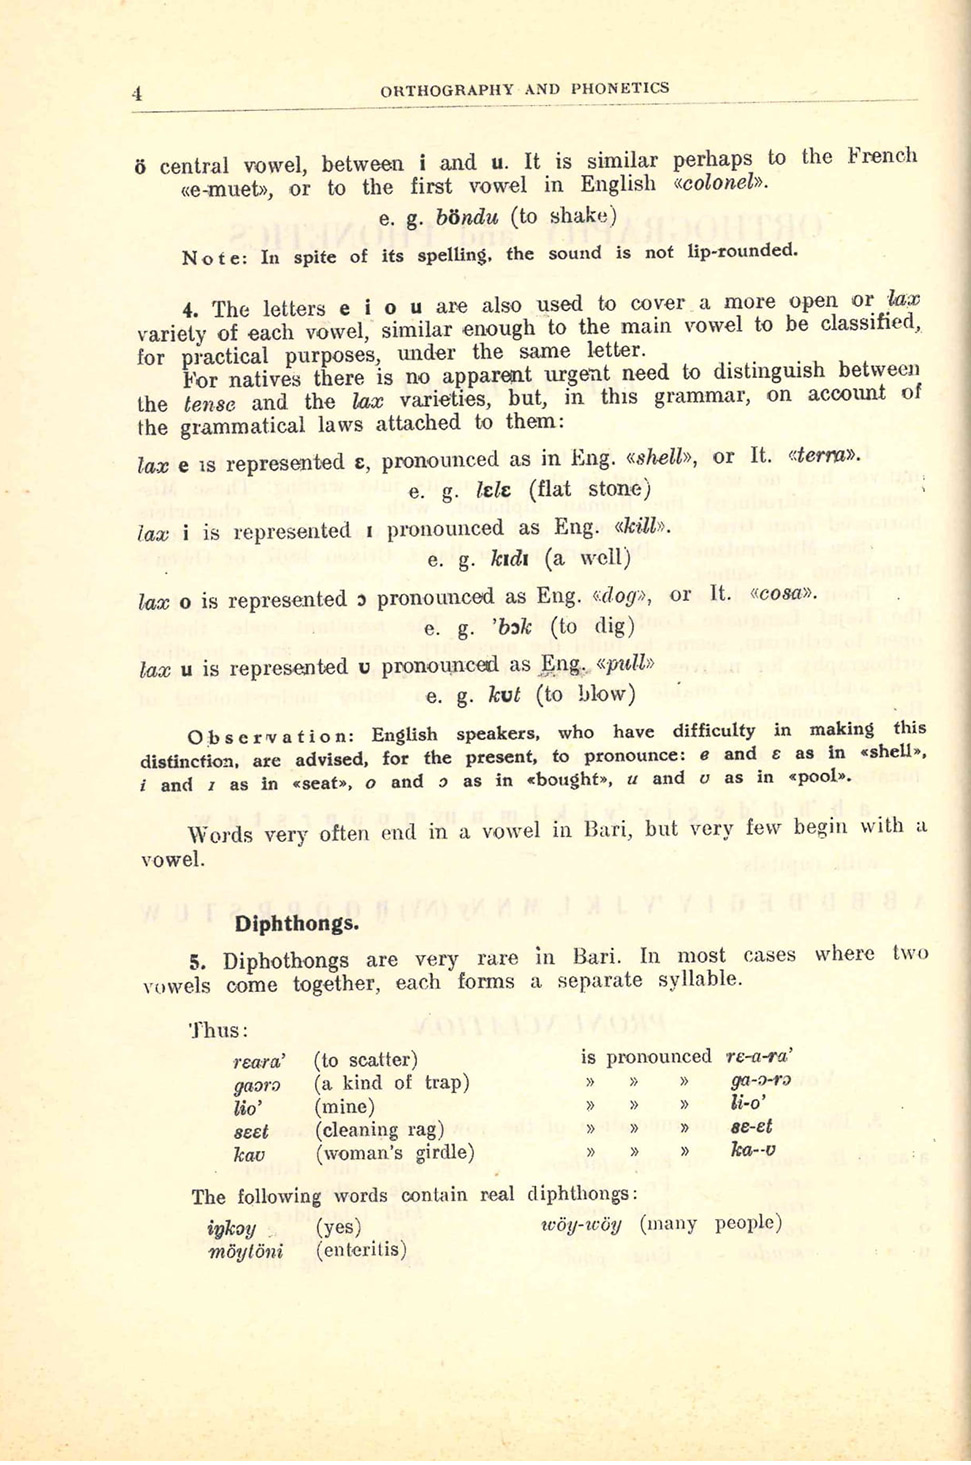 4 ORTHOGRAPHY AND PHONETICS
ö central vowel, between i and u. It is similar perhaps to the French
«e-muet», or to the first vowel in English «colonel».
e. g. böndu (to shake)
Note: In spite of its spelling, the sound is not lip-rounded.
4. The letters e i o u are also used to cover a more open or lax
variety of each vowel, similar enough to the main vowel to be classified,
for practical purposes, under the same letter.
For natives there is no apparent urgent need to distinguish between
the tense and the lax varieties, but, in this grammar, on account of
the grammatical laws attached to them:
lax e is represented ɛ, pronounced as in Eng. «shell», or It. «terra».
e. g. lɛlɛ (flat stone)
lax i is represented ɪ pronounced as Eng. «kill».
e. g. kɪdɪ (a well)
lax o is represented ɔ pronounced as Eng. «dog», or It. «cosa».
e. g. 'bɔk (to dig)
lax u is represented ʋ pronounced as Eng. «pull»
e. g. kʋt (to blow)
Observation: English speakers, who have difficulty in making this
distinction, are advised, for the present, to pronounce: e and ɛ as in «shell»,
i and ɪ as in «seat», o and ɔ as in «bought», u and ʋ as in «pool».
Words very often end in a vowel in Bari, but very few begin with a
vowel.
Diphthongs.
5. Diphothongs are very rare in Bari. In most cases where two
vowels come together, each forms a separate syllable.
Thus:
rɛara' (to scatter) is pronounced rɛ-a-ra'
gaɔrɔ (a kind of trap) » » » ga-ɔ-rɔ
lio' (mine) » » » li-o'
sɛɛt (cleaning rag) » » » sɛ-ɛt
kaʋ (woman's girdle) » » » ka--ʋ
The following words contain real diphthongs:
iŋkɔy (yes) wöy-wöy (many people)
möytöni (enteritis)